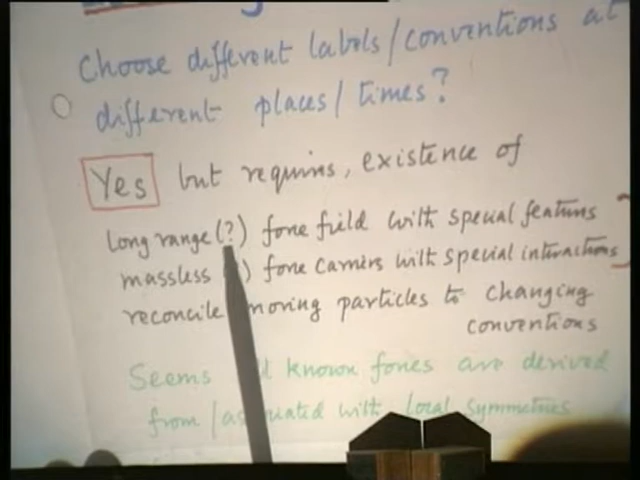 Choose different labels/conventions at
different places/times?
Yes but requires, existence of
Long range (?) force field with special features
massless ) force carriers with special interactions
reconcile moving particles to changing
conventions
Seems known forces are derived
from / with local symmetries